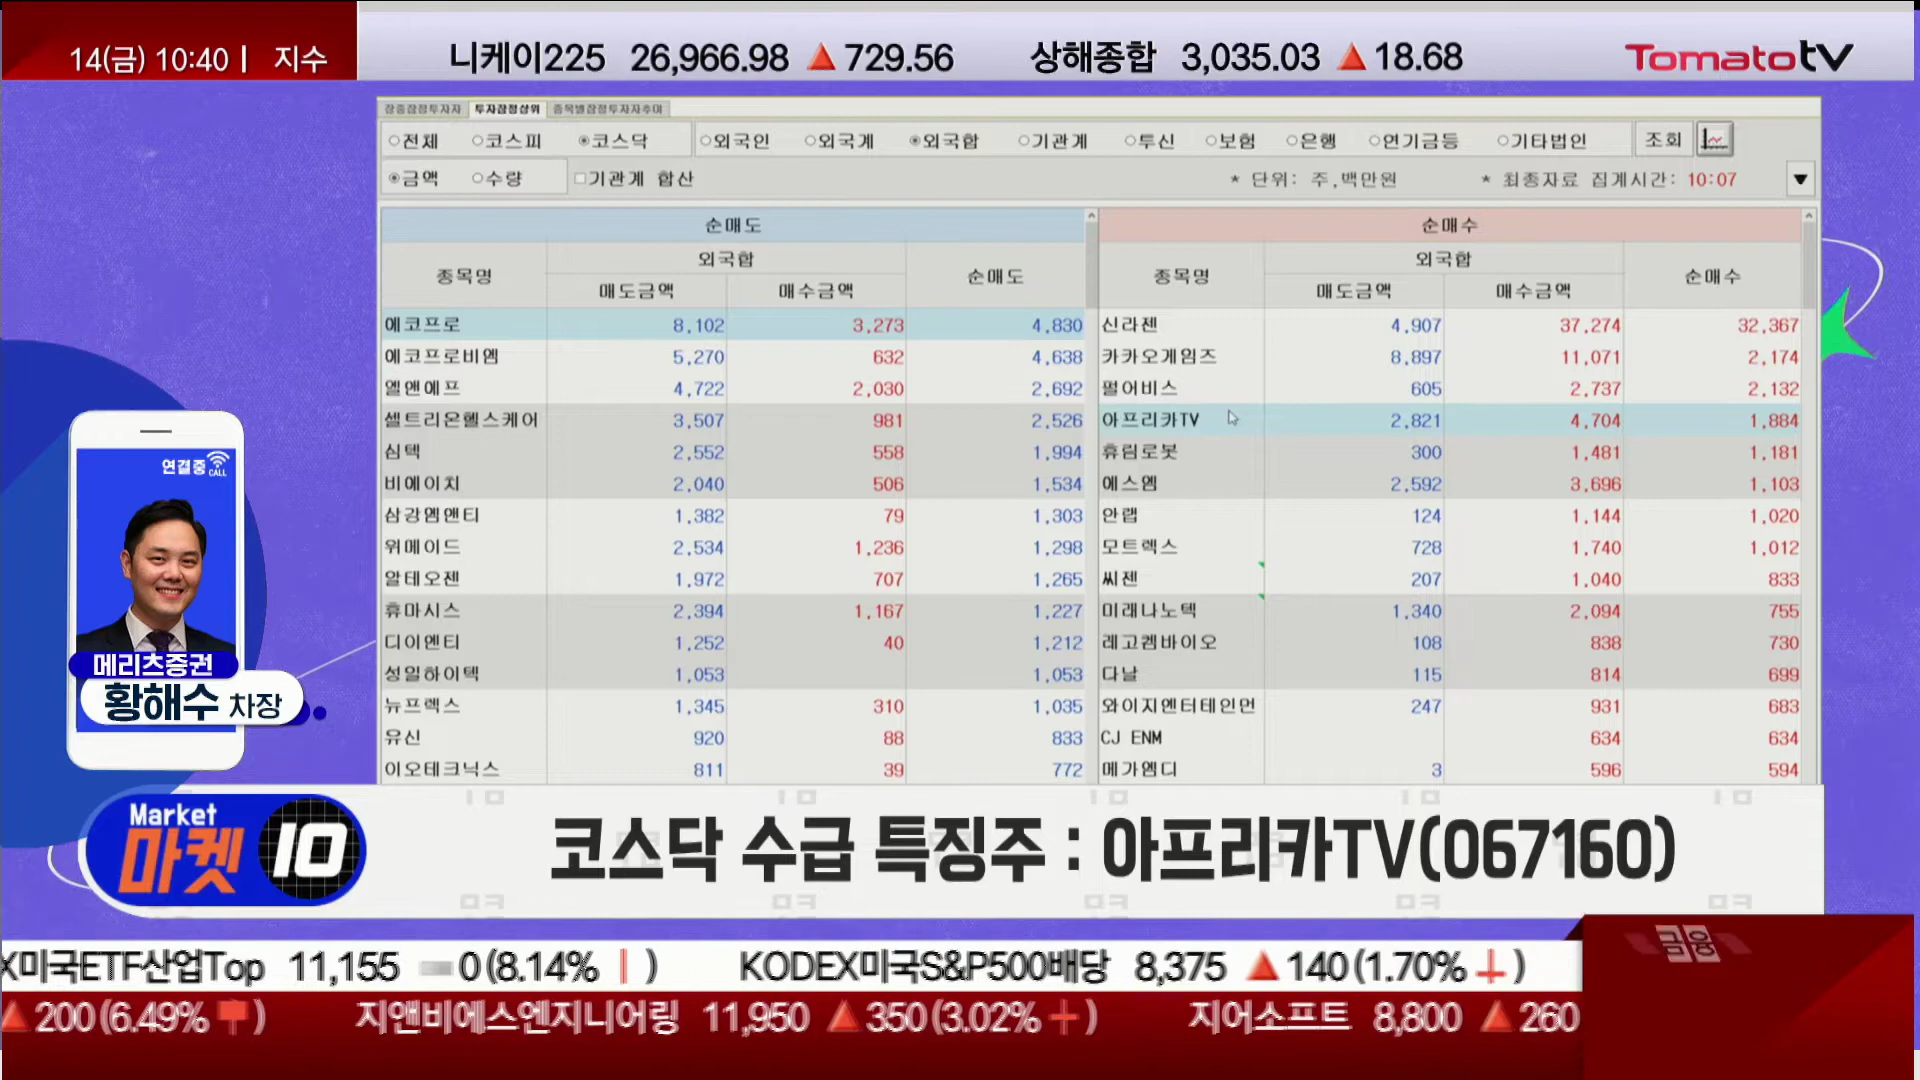 14(금) 10:40 | 지수
니케이225 26,966.98 ▲ 729.56 상해종합 3,035.03 ▲ 18.68
Tomato tV
장중잠정투자자 투자잠정상위 종목별잠정투자자추이
전체 코스피 코스닥 외국인 외국계 외국합 기관계 투신 보험 은행 연기금등 기타법인 조회
금액 수량 기관계 합산 * 단위: 주,백만원 * 최종자료 집계시간: 10:07
순매도 순매수
종목명 외국합 순매도 종목명 외국합 순매수
매도금액 매수금액 매도금액 매수금액
에코프로 8,102 3,273 4,830 신라젠 4,907 37,274 32,367
에코프로비엠 5,270 632 4,638 카카오게임즈 8,897 11,071 2,174
엘앤에프 4,722 2,030 2,692 펄어비스 605 2,737 2,132
셀트리온헬스케어 3,507 981 2,526 아프리카TV 2,821 4,704 1,884
심텍 2,552 558 1,994 휴림로봇 300 1,481 1,181
비에이치 2,040 506 1,534 에스엠 2,592 3,696 1,103
삼강엠앤티 1,382 79 1,303 안랩 124 1,144 1,020
위메이드 2,534 1,236 1,298 모트렉스 728 1,740 1,012
알테오젠 1,972 707 1,265 씨젠 207 1,040 833
휴마시스 2,394 1,167 1,227 미래나노텍 1,340 2,094 755
디이엔티 1,252 40 1,212 레고켐바이오 108 838 730
성일하이텍 1,053 1,053 다날 115 814 699
뉴프렉스 1,345 310 1,035 와이지엔터테인먼 247 931 683
유신 920 88 833 CJ ENM 634 634
이오테크닉스 811 39 772 메가엠디 3 596 594
연결중 CALL
메리츠증권
황해수 차장
Market
마켓 10
코스닥 수급 특징주 : 아프리카TV(067160)
X미국ETF산업Top 11,155 0(8.14% ) KODEX미국S&P500배당 8,375 ▲ 140(1.70% )
금융
▲ 200(6.49% ) 지앤비에스엔지니어링 11,950 ▲ 350(3.02% ) 지어소프트 8,800 ▲ 260